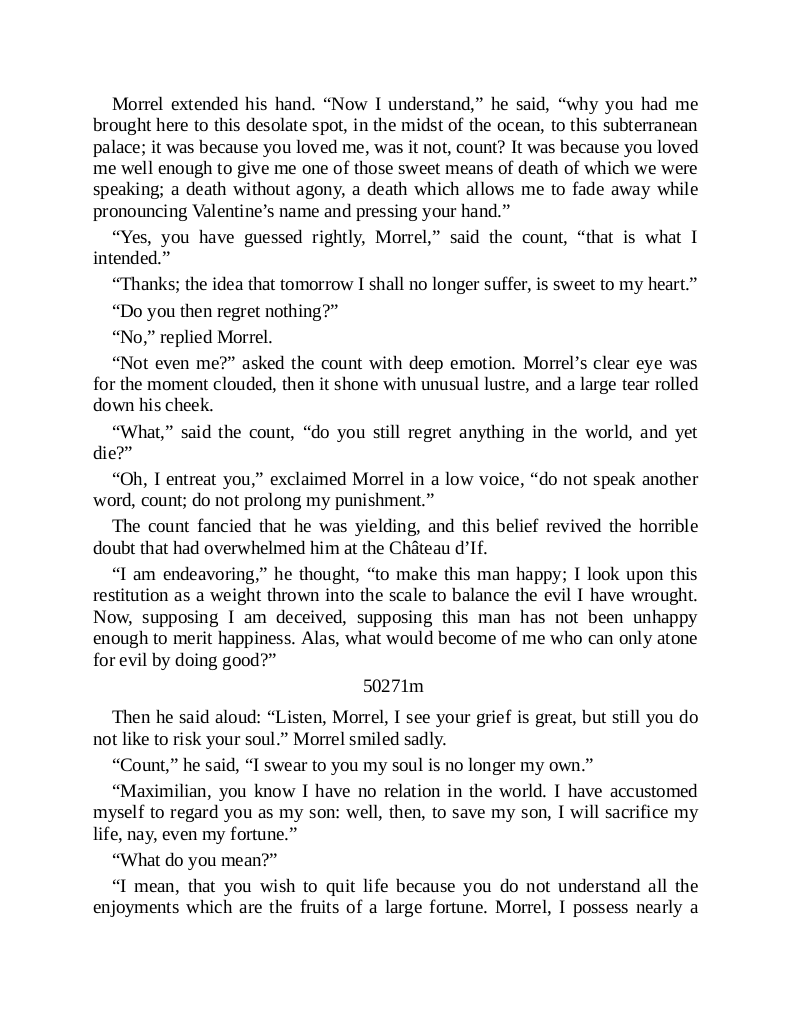 Morrel extended his hand. “Now I understand,” he said, “why you had me
brought here to this desolate spot, in the midst of the ocean, to this subterranean
palace; it was because you loved me, was it not, count? It was because you loved
me well enough to give me one of those sweet means of death of which we were
speaking; a death without agony, a death which allows me to fade away while
pronouncing Valentine’s name and pressing your hand.”
“Yes, you have guessed rightly, Morrel,” said the count, “that is what I
intended.”
“Thanks; the idea that tomorrow I shall no longer suffer, is sweet to my heart.”
“Do you then regret nothing?”
“No,” replied Morrel.
“Not even me?” asked the count with deep emotion. Morrel’s clear eye was
for the moment clouded, then it shone with unusual lustre, and a large tear rolled
down his cheek.
“What,” said the count, “do you still regret anything in the world, and yet
die?”
“Oh, I entreat you,” exclaimed Morrel in a low voice, “do not speak another
word, count; do not prolong my punishment.”
The count fancied that he was yielding, and this belief revived the horrible
doubt that had overwhelmed him at the Château d’If.
“I am endeavoring,” he thought, “to make this man happy; I look upon this
restitution as a weight thrown into the scale to balance the evil I have wrought.
Now, supposing I am deceived, supposing this man has not been unhappy
enough to merit happiness. Alas, what would become of me who can only atone
for evil by doing good?”
50271m
Then he said aloud: “Listen, Morrel, I see your grief is great, but still you do
not like to risk your soul.” Morrel smiled sadly.
“Count,” he said, “I swear to you my soul is no longer my own.”
“Maximilian, you know I have no relation in the world. I have accustomed
myself to regard you as my son: well, then, to save my son, I will sacrifice my
life, nay, even my fortune.”
“What do you mean?”
“I mean, that you wish to quit life because you do not understand all the
enjoyments which are the fruits of a large fortune. Morrel, I possess nearly a